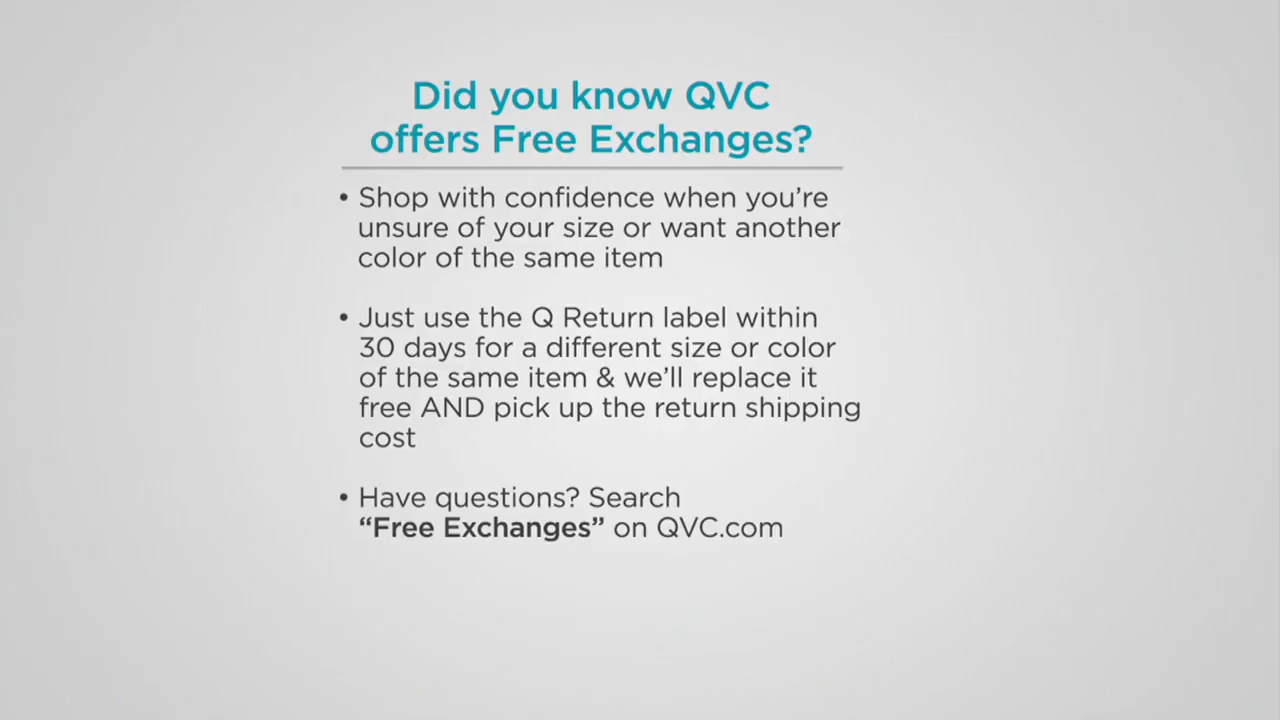 Did you know QVC
offers Free Exchanges?
• Shop with confidence when you’re
unsure of your size or want another
color of the same item
• Just use the Q Return label within
30 days for a different size or color
of the same item & we’ll replace it
free AND pick up the return shipping
cost
• Have questions? Search
“Free Exchanges” on QVC.com